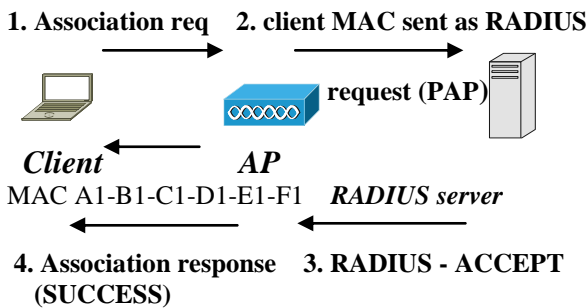 1. Association req 2. client MAC sent as RADIUS
request (PAP)
Client AP
MAC A1-B1-C1-D1-E1-F1 RADIUS server
4. Association response 3. RADIUS - ACCEPT
(SUCCESS)